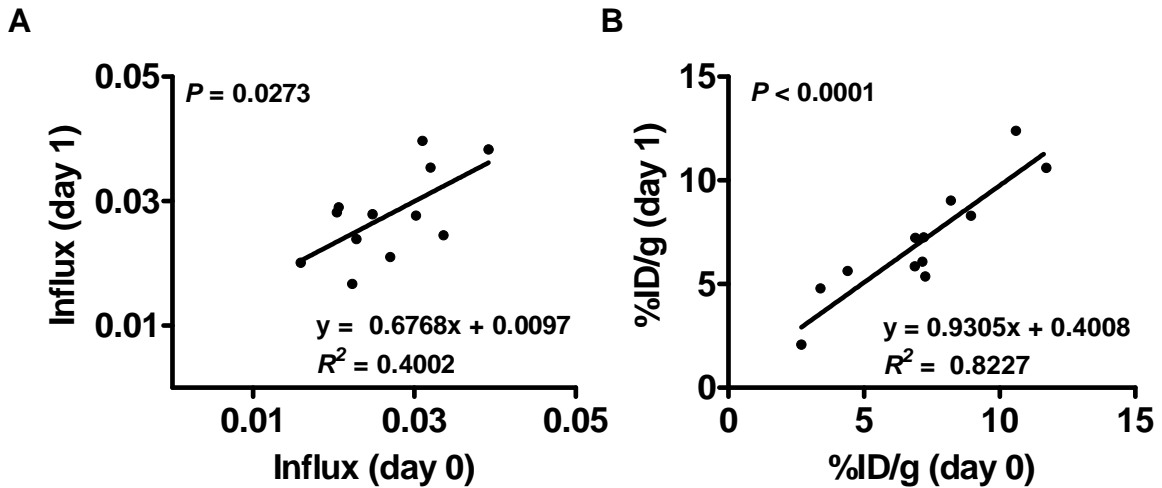 A
B
0.05
P = 0.0273
0.03
0.01
Influx (day 1)
y = 0.6768x + 0.0097
R² = 0.4002
0.01
0.03
0.05
Influx (day 0)
15
P < 0.0001
10
5
0
%ID/g (day 1)
y = 0.9305x + 0.4008
R² = 0.8227
0
5
10
15
%ID/g (day 0)